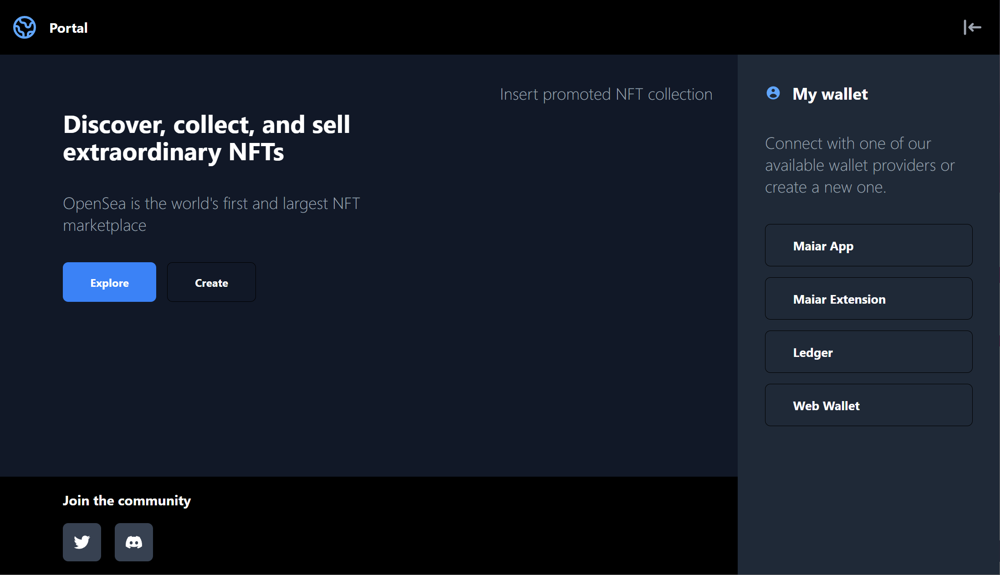 Portal
Insert promoted NFT collection
Discover, collect, and sell
extraordinary NFTs
OpenSea is the world's first and largest NFT
marketplace
Explore
Create
My wallet
Connect with one of our
available wallet providers or
create a new one.
Maiar App
Maiar Extension
Ledger
Web Wallet
Join the community